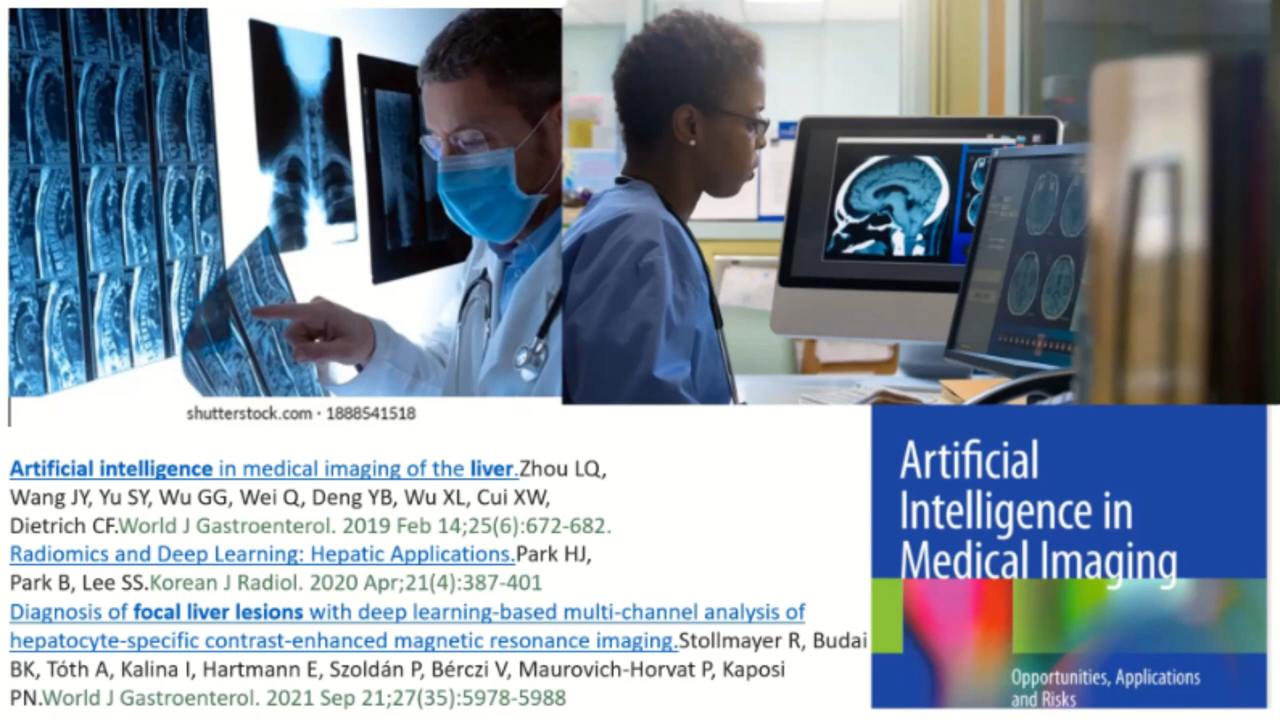 shutterstock.com · 1888541518
Artificial intelligence in medical imaging of the liver.Zhou LQ,
Wang JY, Yu SY, Wu GG, Wei Q, Deng YB, Wu XL, Cui XW,
Dietrich CF.World J Gastroenterol. 2019 Feb 14;25(6):672-682.
Radiomics and Deep Learning: Hepatic Applications.Park HJ,
Park B, Lee SS.Korean J Radiol. 2020 Apr;21(4):387-401
Diagnosis of focal liver lesions with deep learning-based multi-channel analysis of
hepatocyte-specific contrast-enhanced magnetic resonance imaging.Stollmayer R, Budai
BK, Tóth A, Kalina I, Hartmann E, Szoldán P, Bérczi V, Maurovich-Horvat P, Kaposi
PN.World J Gastroenterol. 2021 Sep 21;27(35):5978-5988
Artificial
Intelligence in
Medical Imaging
Opportunities, Applications
and Risks